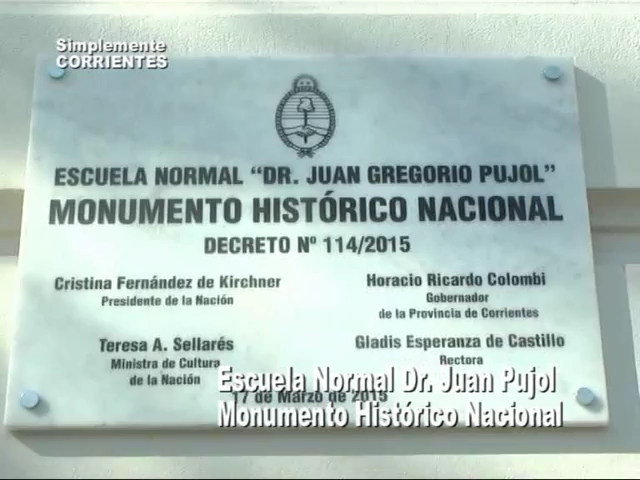 Simplemente
CORRIENTES
ESCUELA NORMAL “DR. JUAN GREGORIO PUJOL”
MONUMENTO HISTÓRICO NACIONAL
DECRETO Nº 114/2015
Cristina Fernández de Kirchner
Presidente de la Nación
Horacio Ricardo Colombi
Gobernador
de la Provincia de Corrientes
Teresa A. Sellarés
Ministra de Cultura
de la Nación
Gladis Esperanza de Castillo
Rectora
17 de Marzo de 2015
Escuela Normal Dr. Juan Pujol
Monumento Histórico Nacional